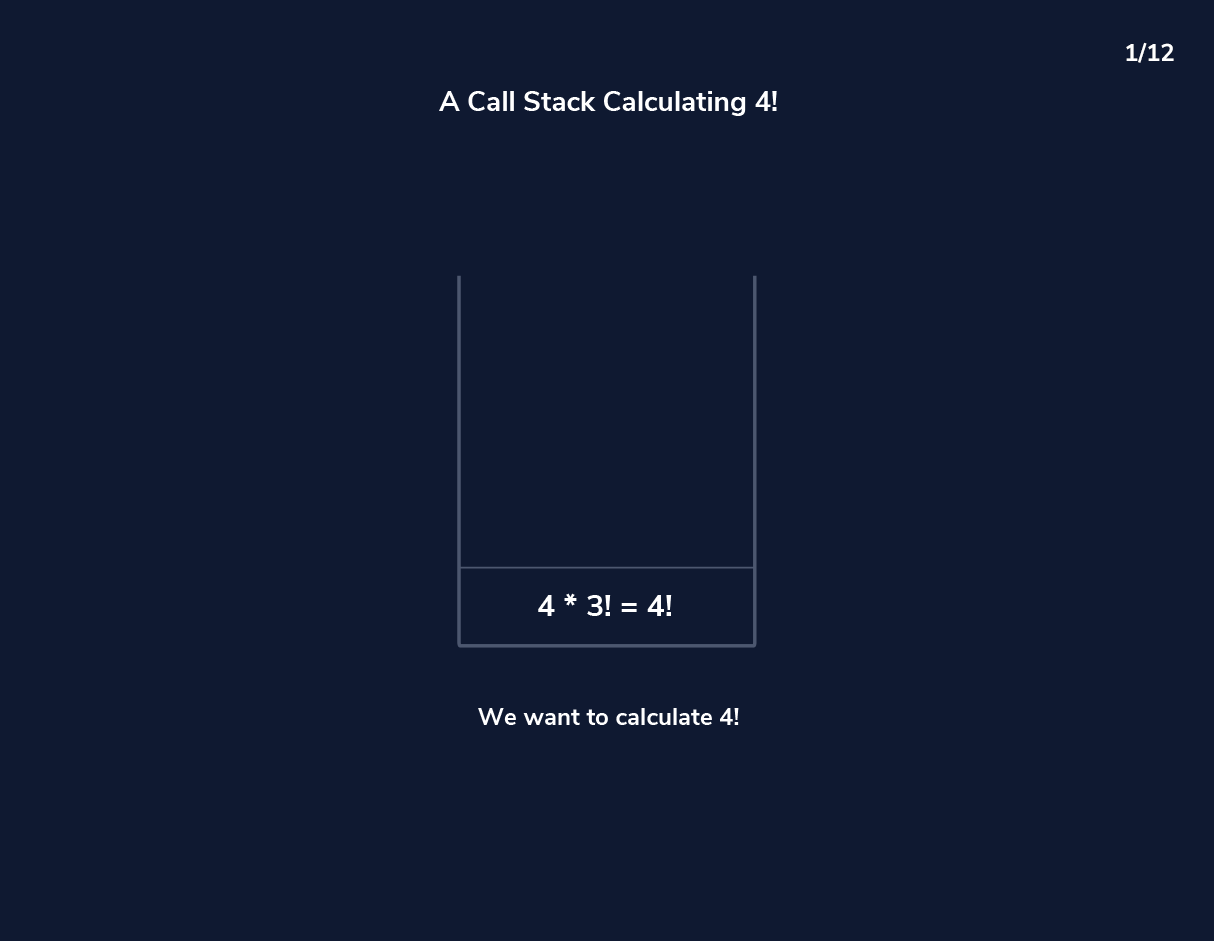 1/12
A Call Stack Calculating 4!
4 * 3! = 4!
We want to calculate 4!